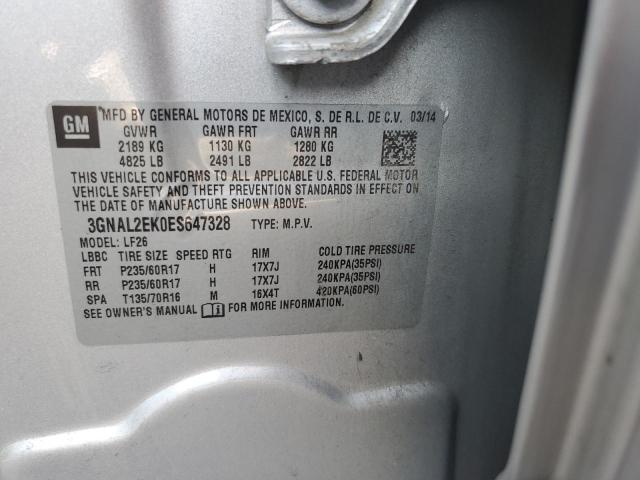 GM
MFD BY GENERAL MOTORS DE MEXICO, S. DE R.L. DE C.V. 03/14
GVWR GAWR FRT GAWR RR
2189 KG 1130 KG 1280 KG
4825 LB 2491 LB 2822 LB
THIS VEHICLE CONFORMS TO ALL APPLICABLE U.S. FEDERAL MOTOR
VEHICLE SAFETY AND THEFT PREVENTION STANDARDS IN EFFECT ON
THE DATE OF MANUFACTURE SHOWN ABOVE.
3GNAL2EK0ES647328 TYPE: M.P.V.
MODEL: LF26
LBBC TIRE SIZE SPEED RTG RIM COLD TIRE PRESSURE
FRT P235/60R17 H 17X7J 240KPA(35PSI)
RR P235/60R17 H 17X7J 240KPA(35PSI)
SPA T135/70R16 M 16X4T 420KPA(60PSI)
SEE OWNER'S MANUAL FOR MORE INFORMATION.